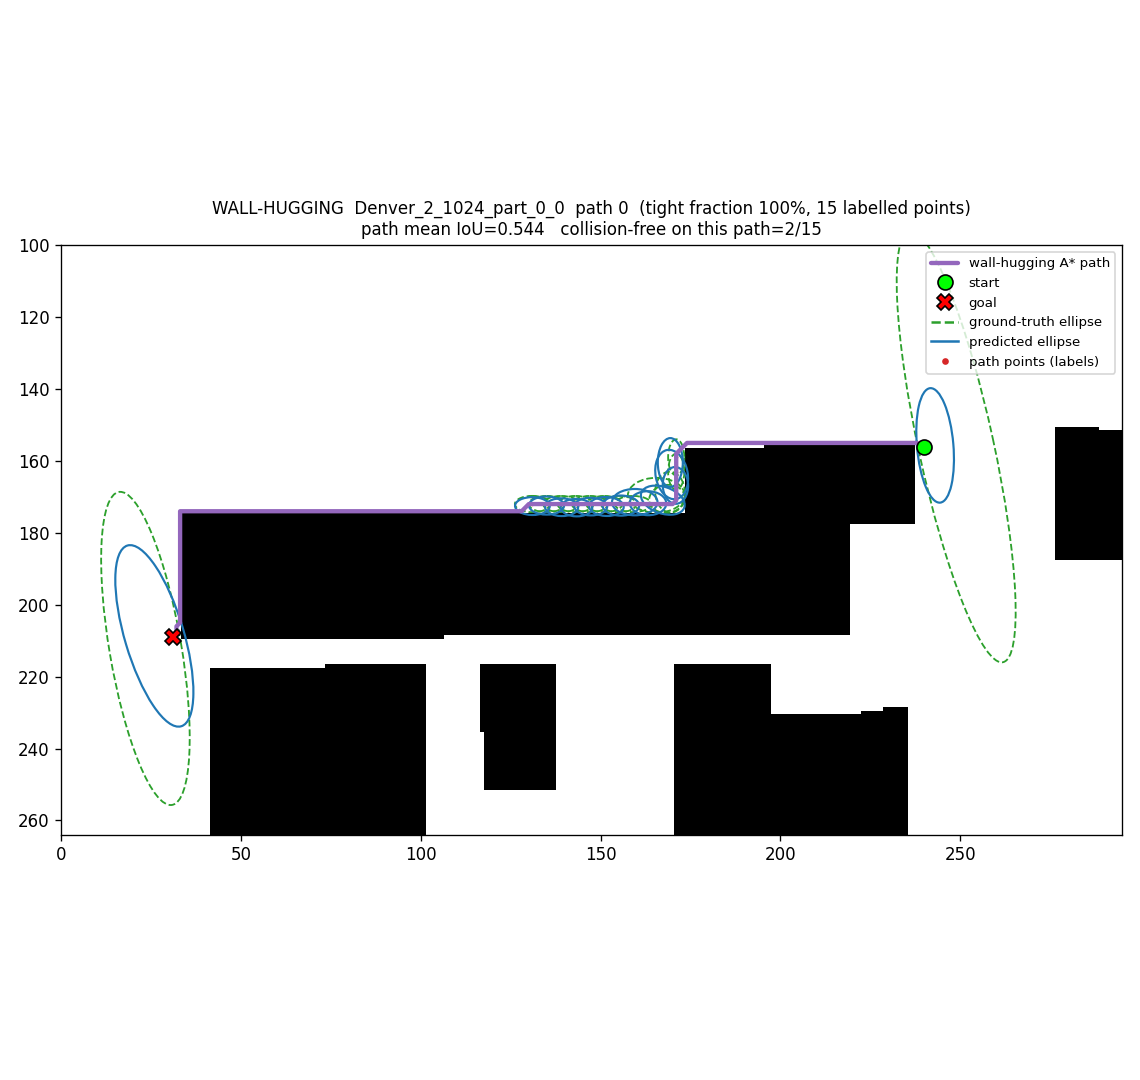 WALL-HUGGING  Denver_2_1024_part_0_0  path 0  (tight fraction 100%, 15 labelled points)
path mean IoU=0.544   collision-free on this path=2/15
wall-hugging A* path
start
goal
ground-truth ellipse
predicted ellipse
path points (labels)
100
120
140
160
180
200
220
240
260
0
50
100
150
200
250